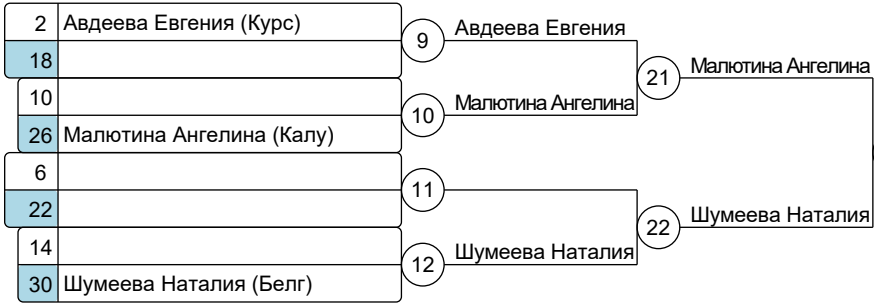 2 Авдеева Евгения (Курс)
9 Авдеева Евгения
18
21 Малютина Ангелина
10
10 Малютина Ангелина
26 Малютина Ангелина (Калу)
6
11
22
22 Шумеева Наталия
14
12 Шумеева Наталия
30 Шумеева Наталия (Белг)